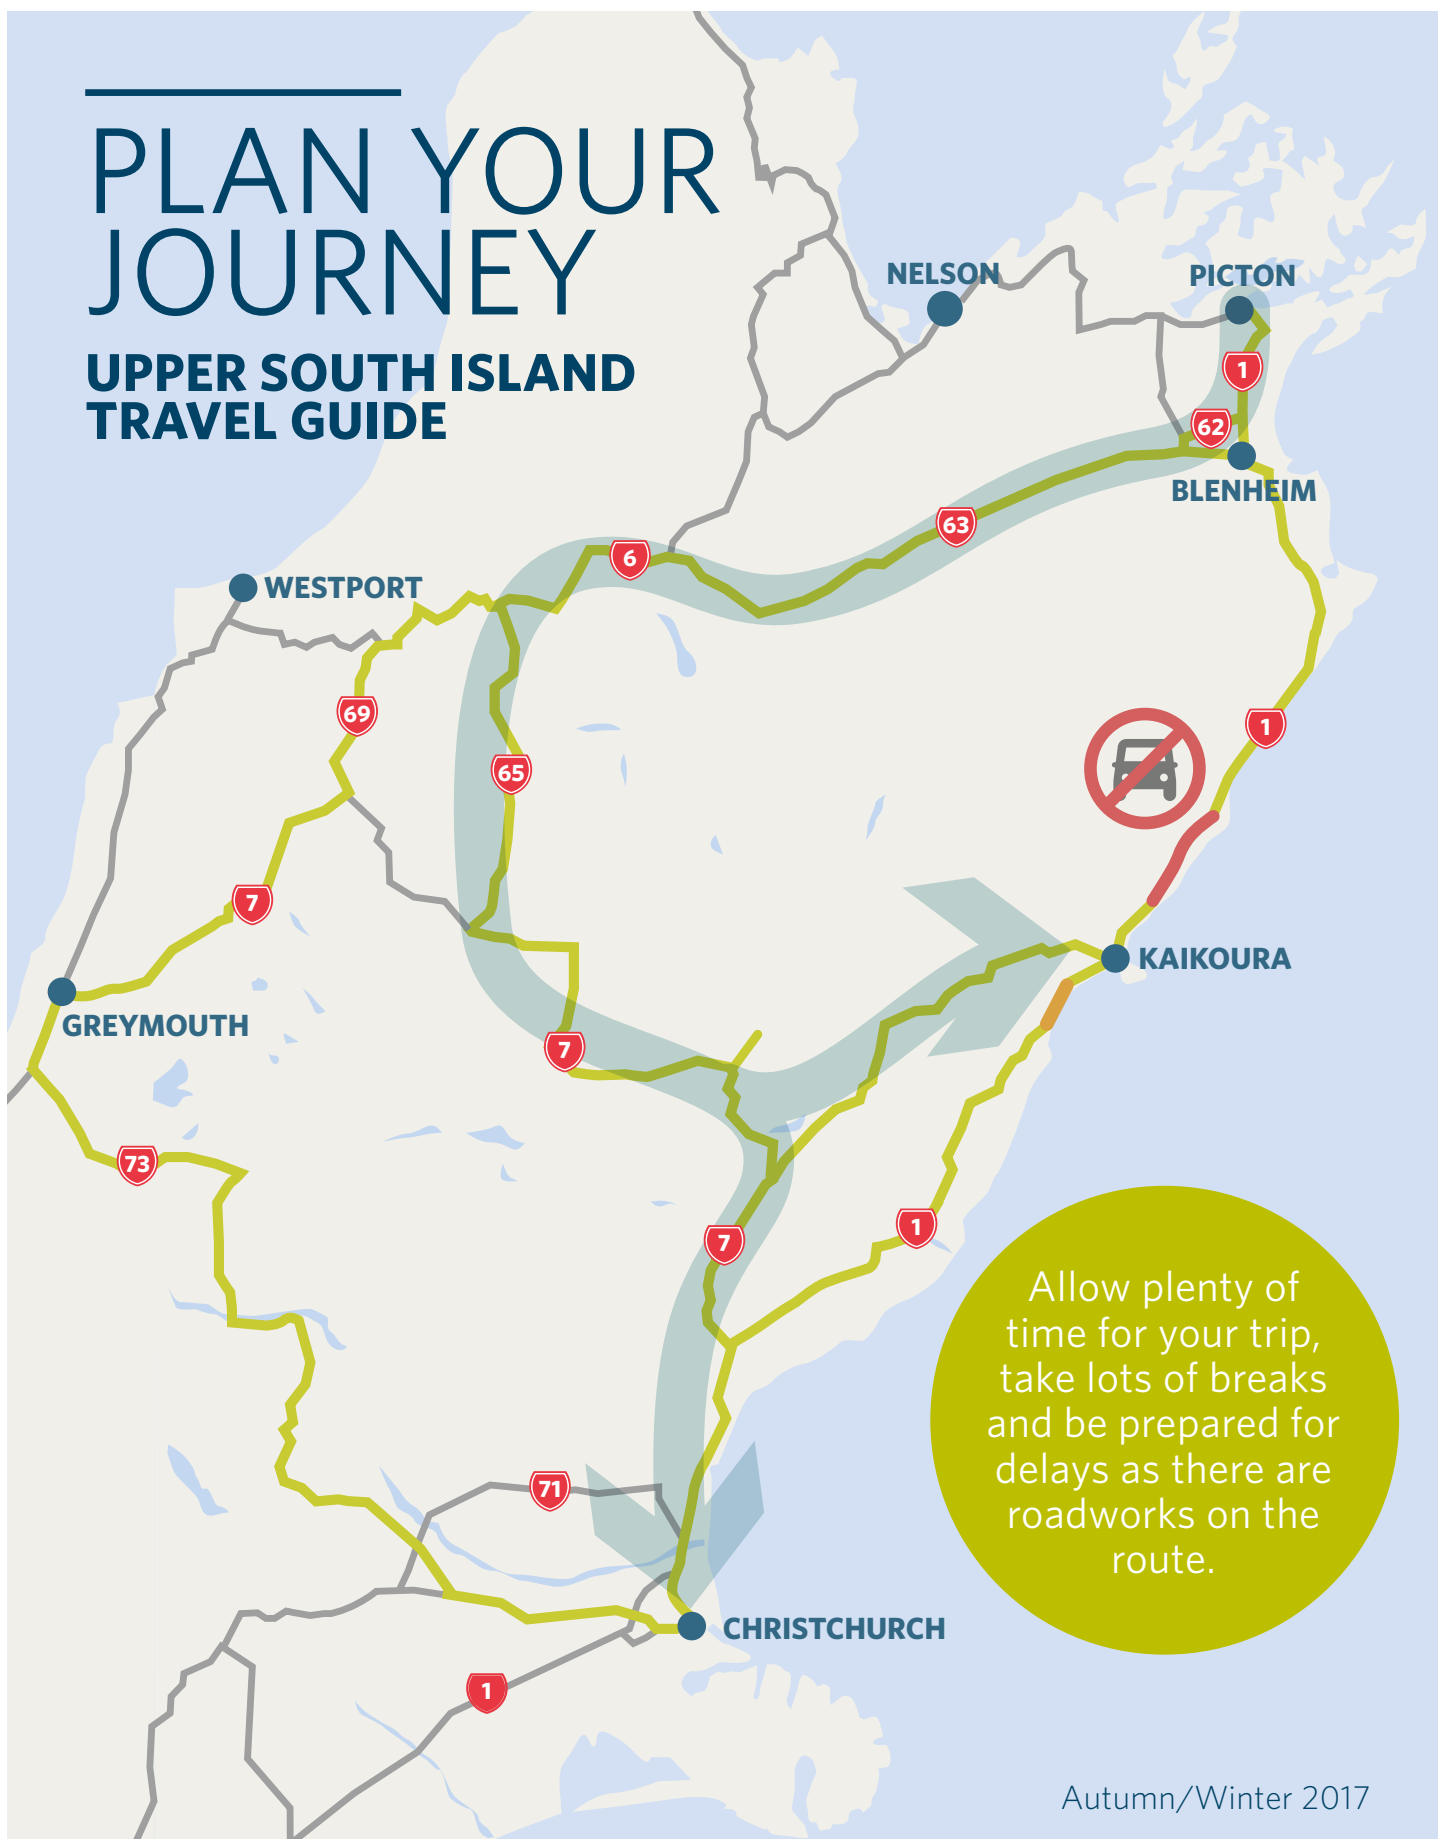 PLAN YOUR
JOURNEY
UPPER SOUTH ISLAND
TRAVEL GUIDE
NELSON
PICTON
1
62
BLENHEIM
63
6
WESTPORT
69
1
65
7
KAIKOURA
GREYMOUTH
7
73
1
7
Allow plenty of
time for your trip,
take lots of breaks
and be prepared for
delays as there are
roadworks on the
route.
71
CHRISTCHURCH
1
Autumn/Winter 2017